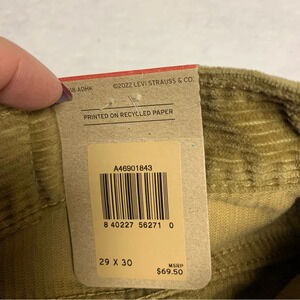 ©2022 LEVI STRAUSS & CO.
PRINTED ON RECYCLED PAPER
A46901843
8 40227 56271 0
29 X 30
MSRP
$69.50